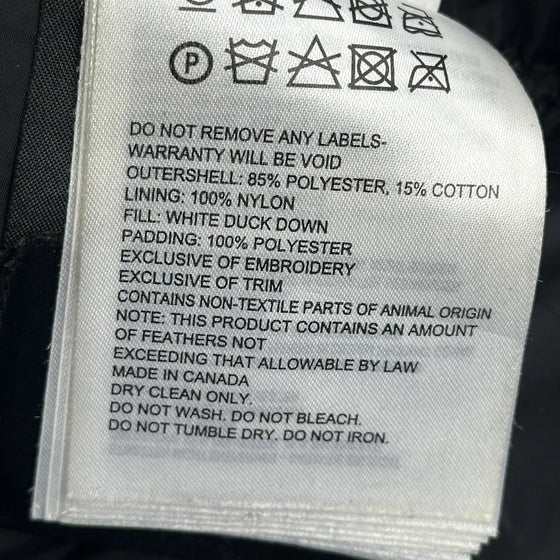 P
DO NOT REMOVE ANY LABELS-
WARRANTY WILL BE VOID
OUTERSHELL: 85% POLYESTER, 15% COTTON
LINING: 100% NYLON
FILL: WHITE DUCK DOWN
PADDING: 100% POLYESTER
EXCLUSIVE OF EMBROIDERY
EXCLUSIVE OF TRIM
CONTAINS NON-TEXTILE PARTS OF ANIMAL ORIGIN
NOTE: THIS PRODUCT CONTAINS AN AMOUNT
OF FEATHERS NOT
EXCEEDING THAT ALLOWABLE BY LAW
MADE IN CANADA
DRY CLEAN ONLY.
DO NOT WASH. DO NOT BLEACH.
DO NOT TUMBLE DRY. DO NOT IRON.